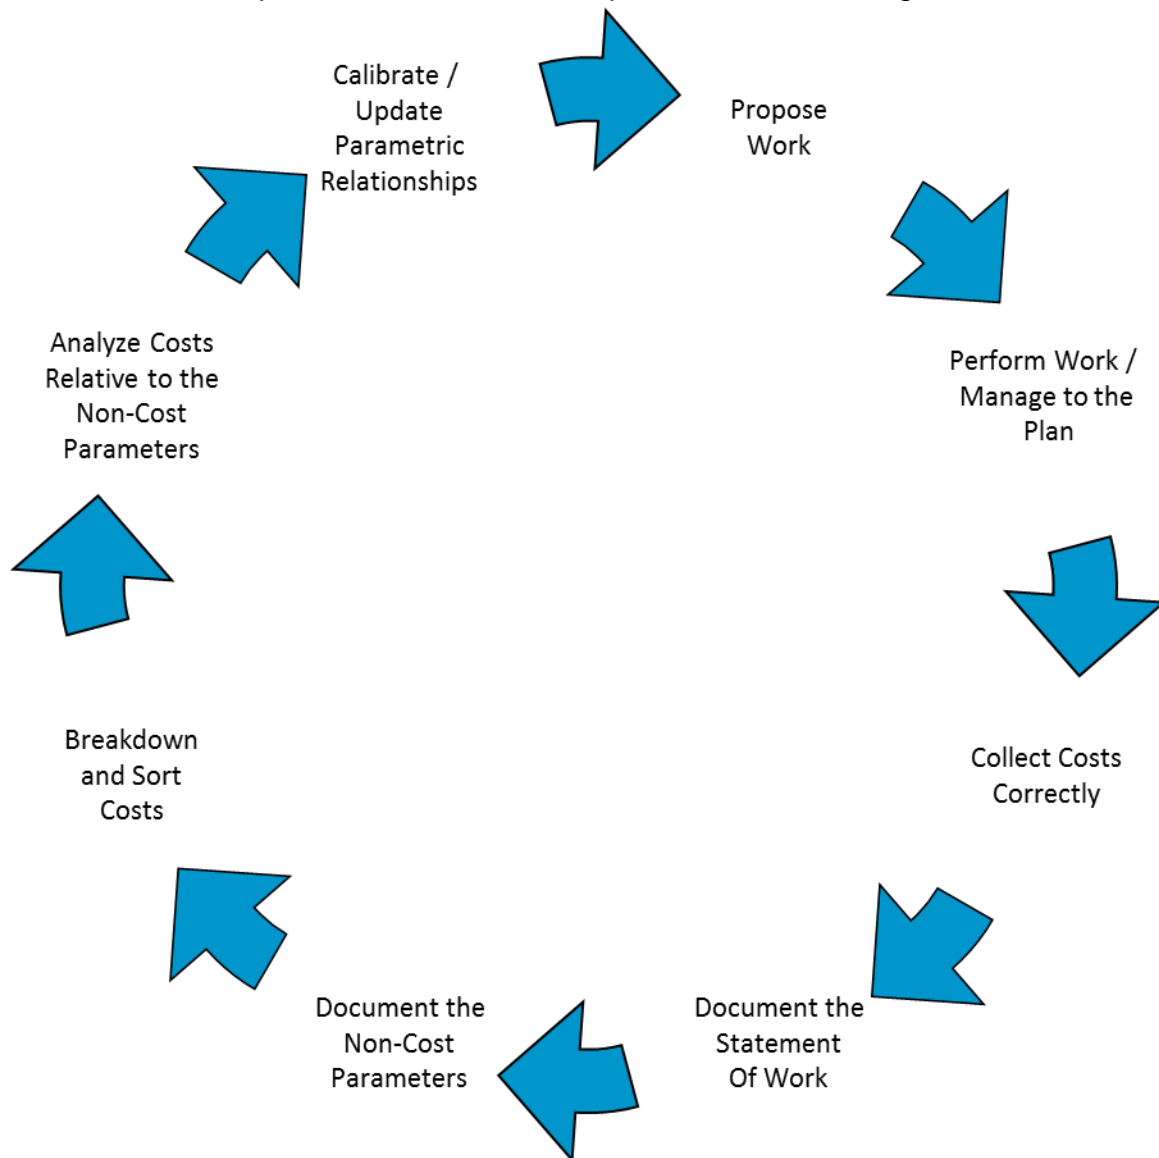 Calibrate /
Update
Parametric
Relationships
Propose
Work
Perform Work /
Manage to the
Plan
Collect Costs
Correctly
Document the
Statement
Of Work
Document the
Non-Cost
Parameters
Breakdown
and Sort
Costs
Analyze Costs
Relative to the
Non-Cost
Parameters